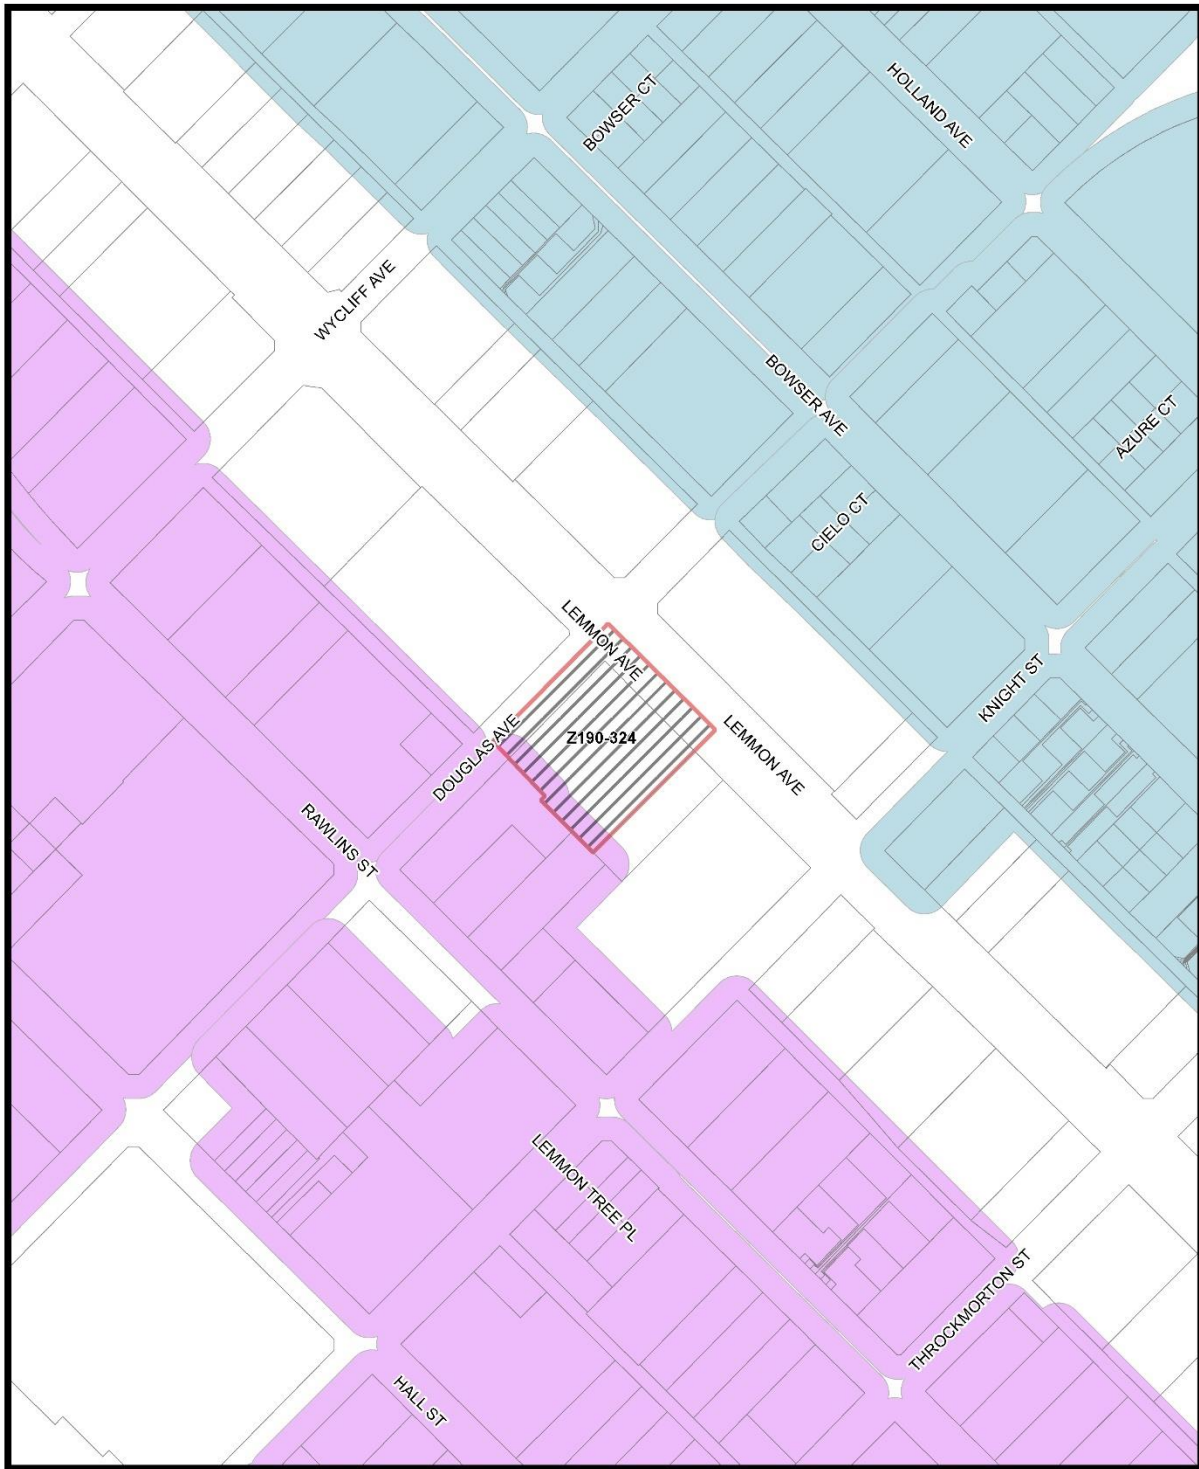 HOLLAND AVE
BOWSER CT
WYCLIFF AVE
BOWSER AVE
AZURE CT
CIELO CT
LEMMON AVE
KNIGHT ST
Z190-324
LEMMON AVE
DOUGLAS AVE
RAWLINS ST
LEMMON TREE PL
THROCKMORTON ST
HALL ST